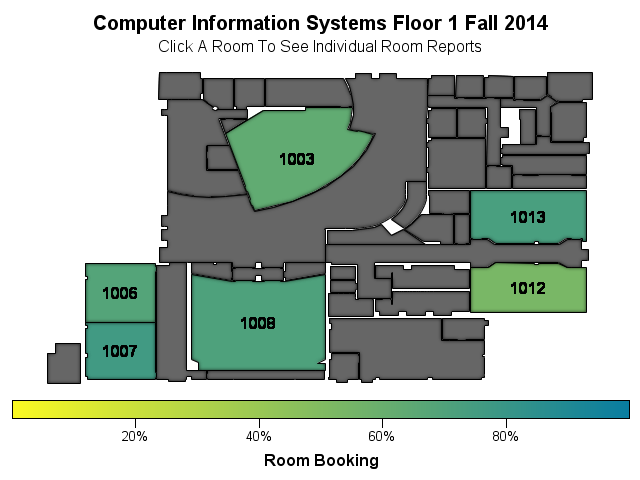 Computer Information Systems Floor 1 Fall 2014
Click A Room To See Individual Room Reports
1003
1013
1006
1012
1008
1007
20% 40% 60% 80%
Room Booking